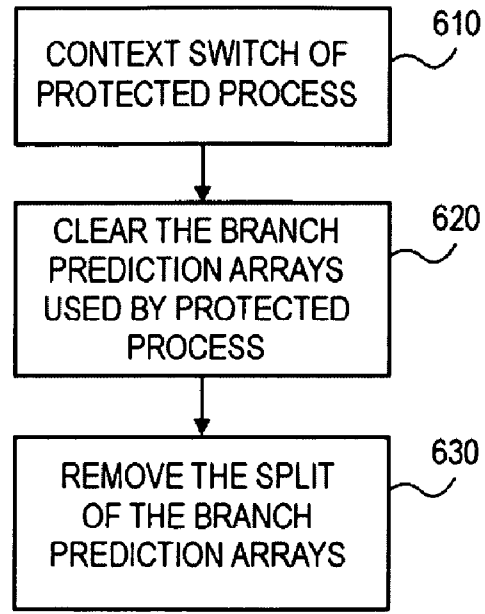 610
CONTEXT SWITCH OF
PROTECTED PROCESS
620
CLEAR THE BRANCH
PREDICTION ARRAYS
USED BY PROTECTED
PROCESS
630
REMOVE THE SPLIT
OF THE BRANCH
PREDICTION ARRAYS